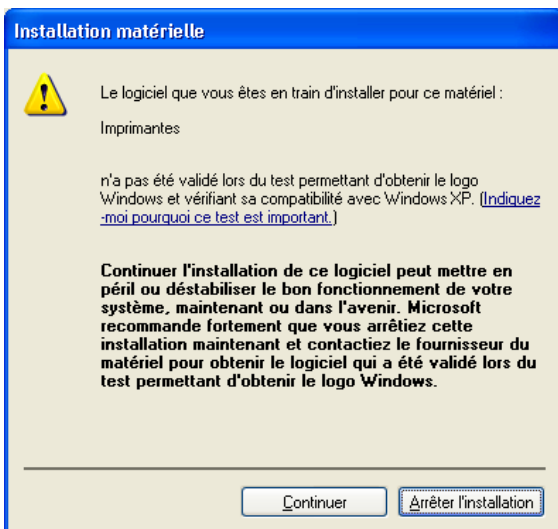 Installation matérielle
Le logiciel que vous êtes en train d'installer pour ce matériel :
Imprimantes
n'a pas été validé lors du test permettant d'obtenir le logo
Windows et vérifiant sa compatibilité avec Windows XP. (Indiquez
-moi pourquoi ce test est important.)
Continuer l'installation de ce logiciel peut mettre en
péril ou déstabiliser le bon fonctionnement de votre
système, maintenant ou dans l'avenir. Microsoft
recommande fortement que vous arrêtiez cette
installation maintenant et contactiez le fournisseur du
matériel pour obtenir le logiciel qui a été validé lors du
test permettant d'obtenir le logo Windows.
Continuer
Arrêter l'installation